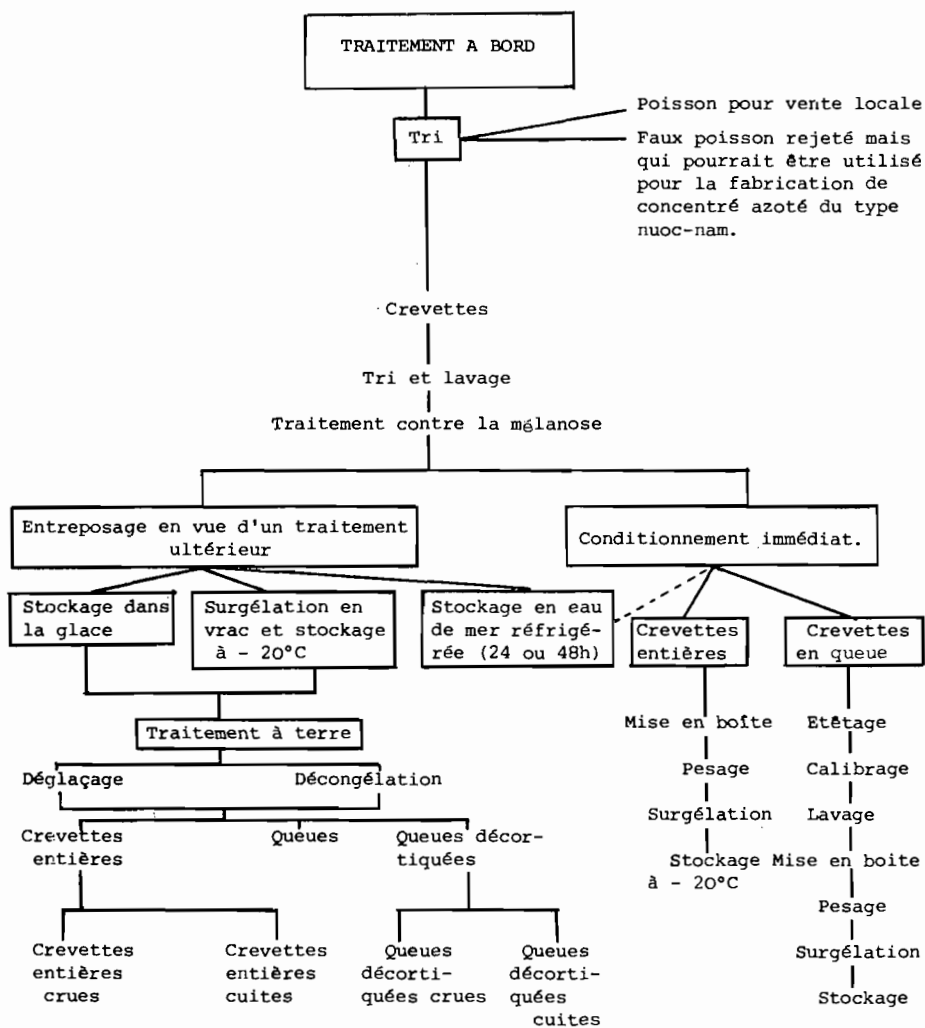 TRAITEMENT A BORD
Tri
Poisson pour vente locale
Faux poisson rejeté mais
qui pourrait être utilisé
pour la fabrication de
concentré azoté du type
nuoc-nam.
Crevettes
Tri et lavage
Traitement contre la mélanose
Entreposage en vue d'un traitement
ultérieur
Conditionnement immédiat.
Stockage dans
la glace
Surgélation en
vrac et stockage
à - 20°C
Stockage en eau
de mer réfrigé-
rée (24 ou 48h)
Crevettes
entières
Crevettes
en queue
Traitement à terre
Déglaçage
Décongélation
Crevettes
entières
Queues
Queues décor-
tiquées
Crevettes
entières
crues
Crevettes
entières
cuites
Queues
décorti-
quées crues
Queues
décorti-
quées
cuites
Mise en boîte
Pesage
Surgélation
Stockage
à - 20°C
Etêtage
Calibrage
Lavage
Mise en boite
Pesage
Surgélation
Stockage